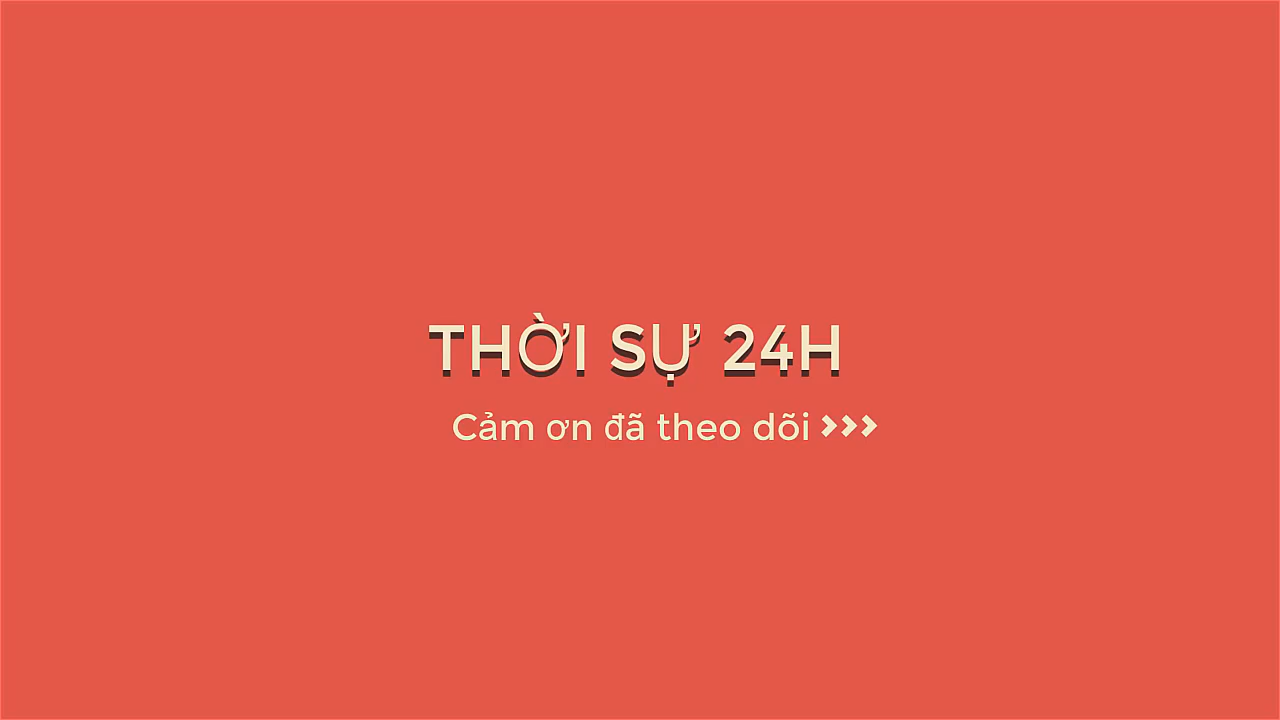 THỜI SỰ 24H
Cảm ơn đã theo dõi >>>